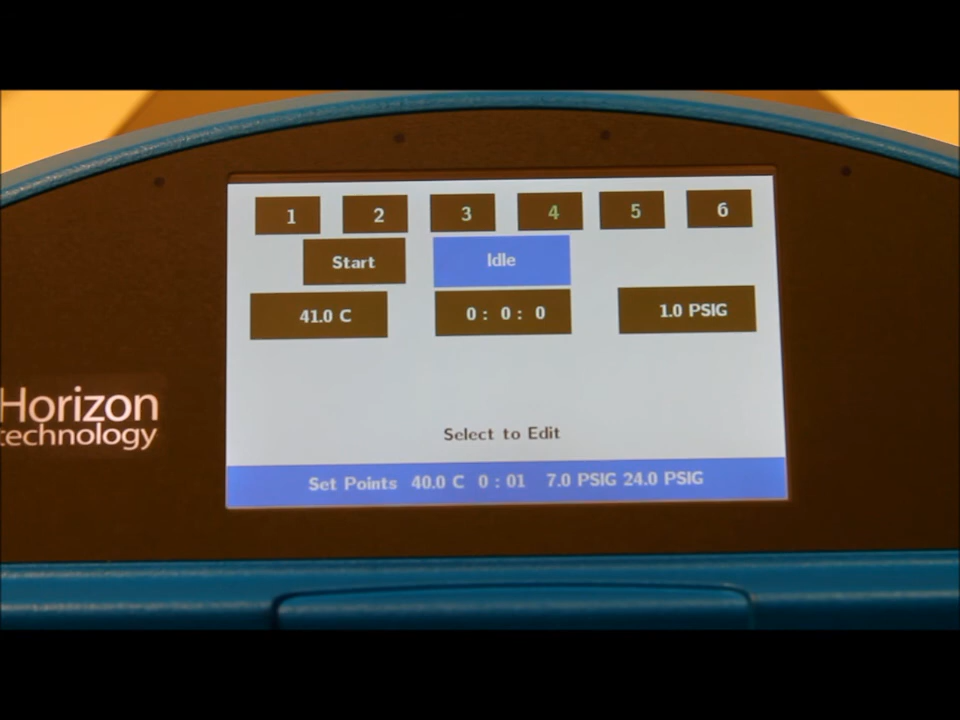 1 2 3 4 5 6
Start Idle
41.0 C 0 : 0 : 0 1.0 PSIG
Horizon
technology
Select to Edit
Set Points 40.0 C 0 : 01 7.0 PSIG 24.0 PSIG